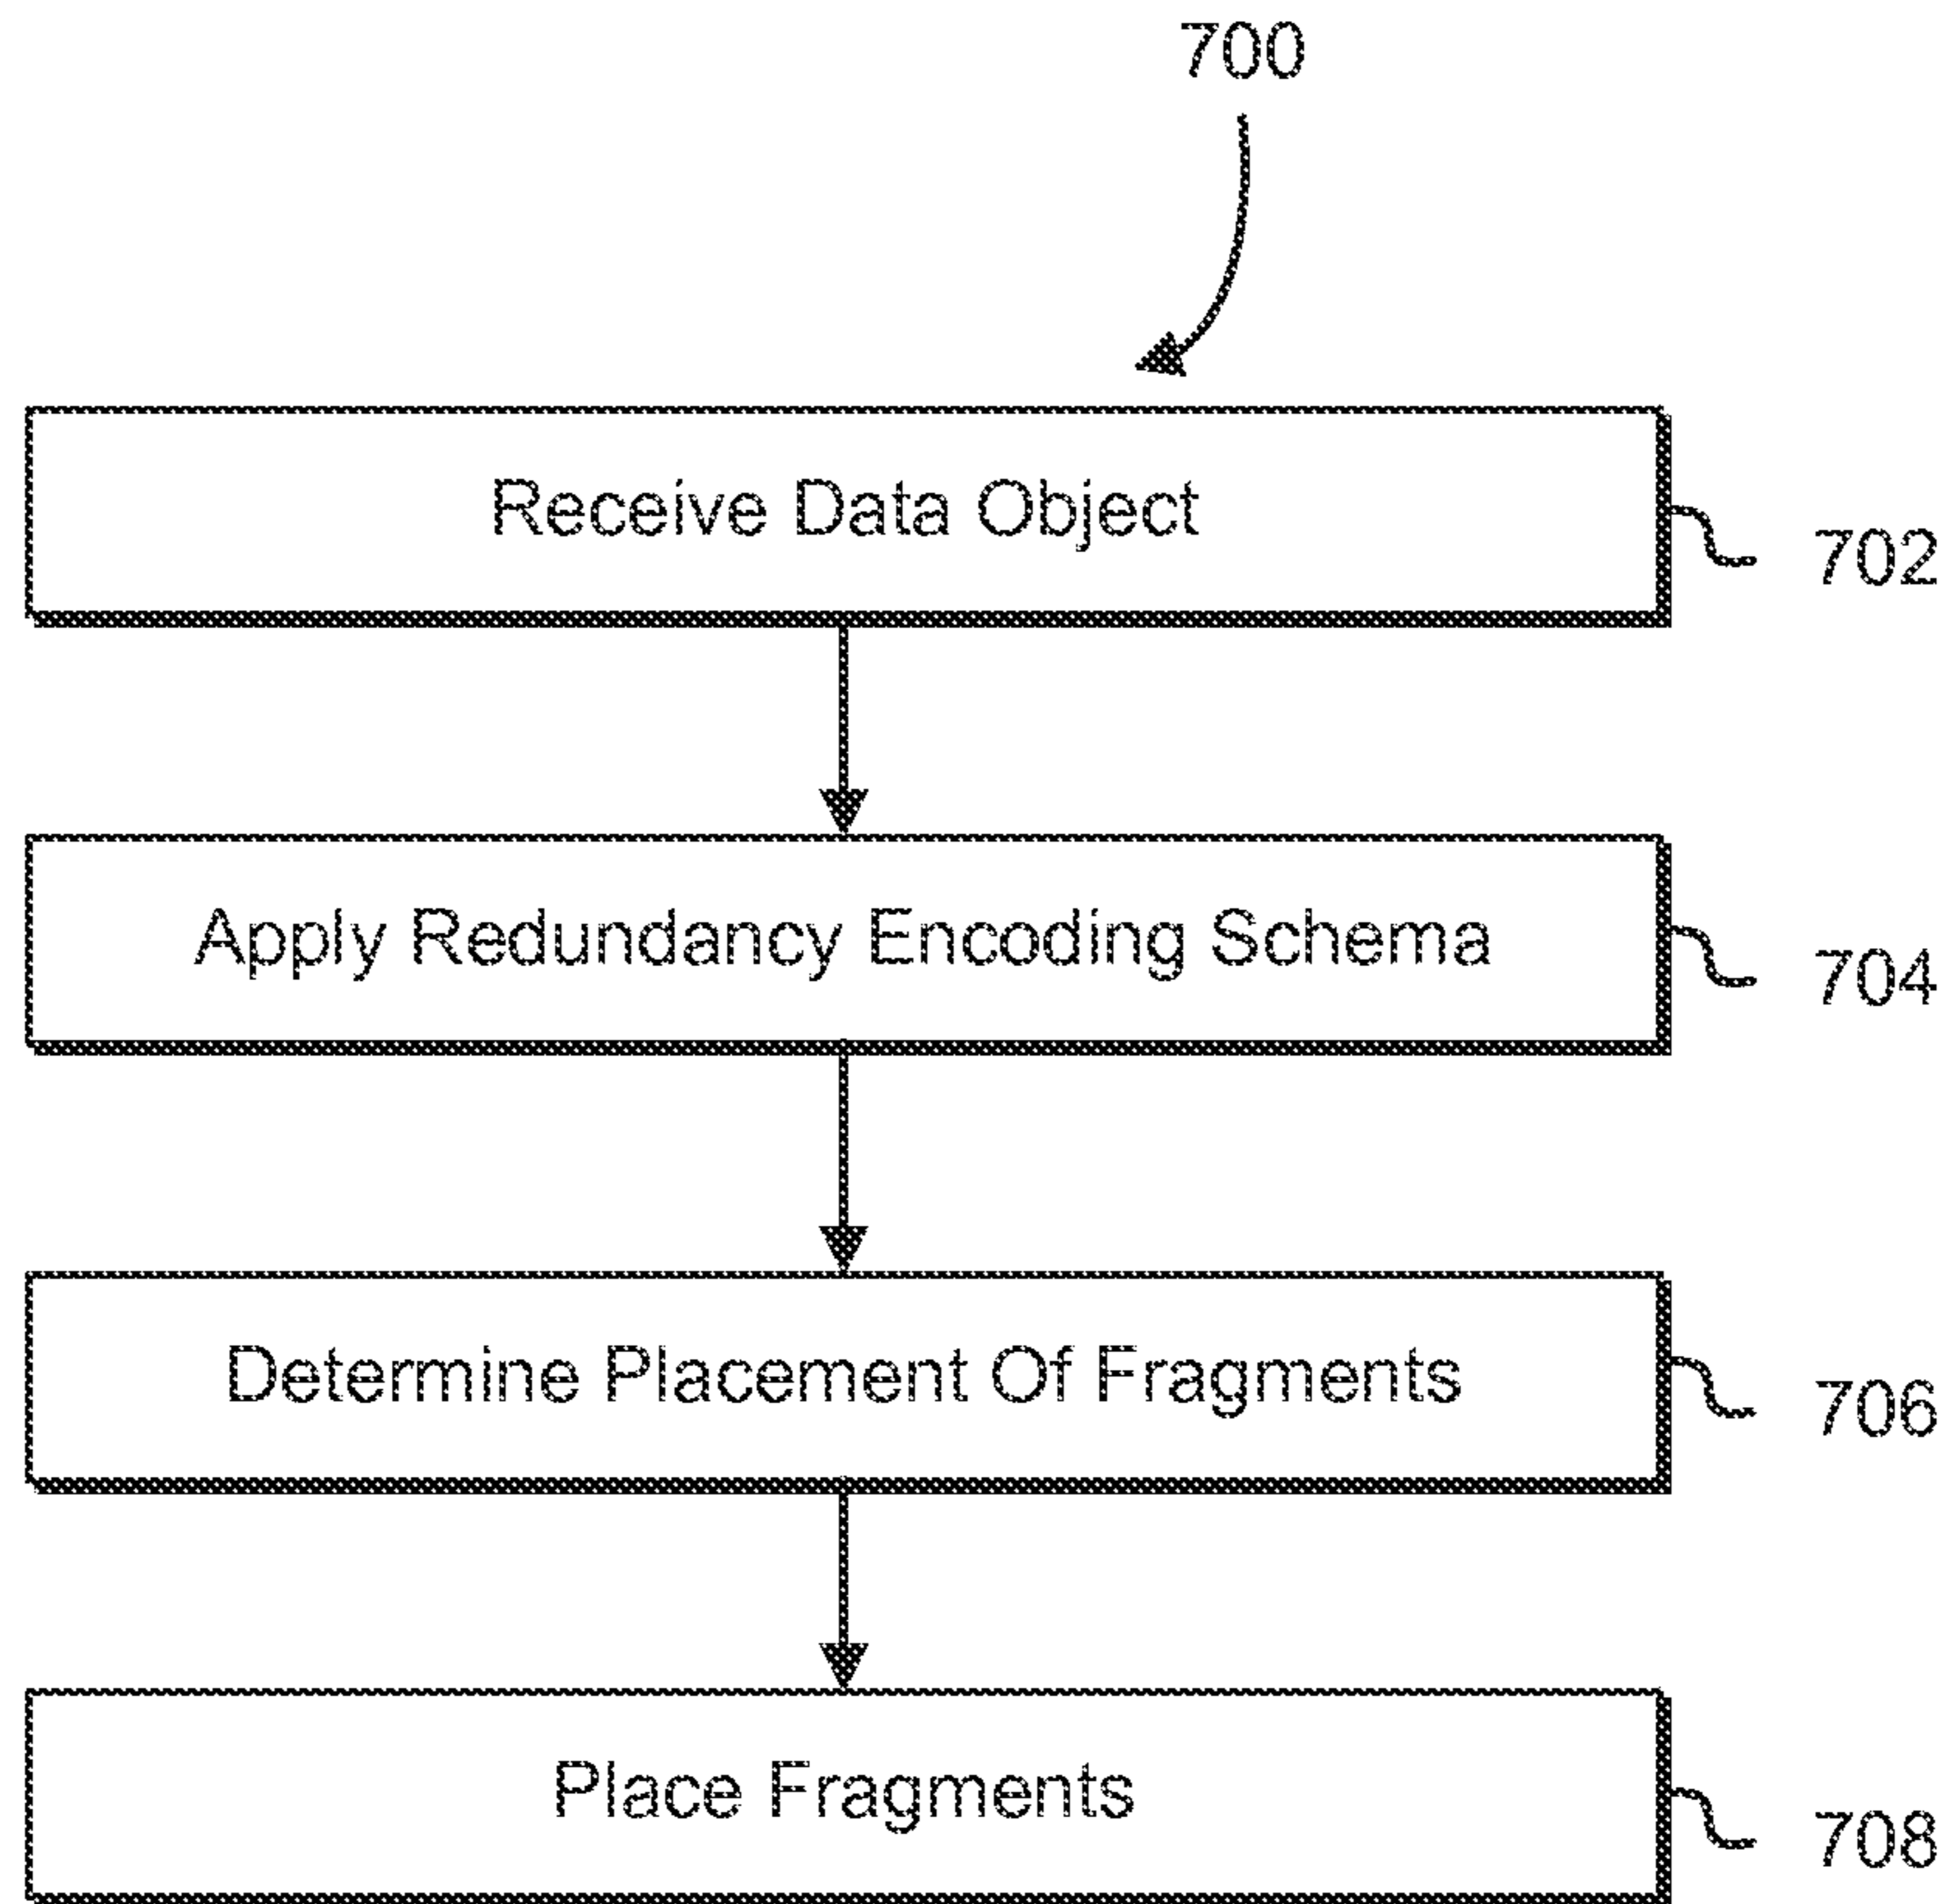 700
Receive Data Object
702
Apply Redundancy Encoding Schema
704
Determine Placement Of Fragments
706
Place Fragments
708